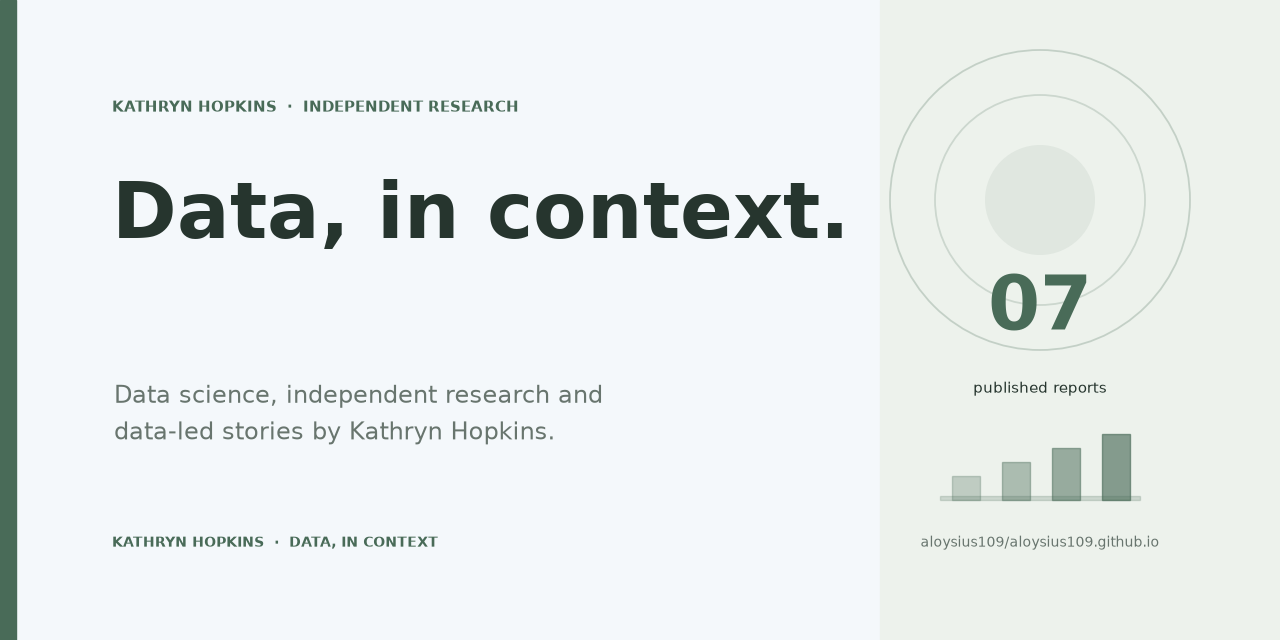 KATHRYN HOPKINS · INDEPENDENT RESEARCH
Data, in context.
Data science, independent research and
data-led stories by Kathryn Hopkins.
KATHRYN HOPKINS · DATA, IN CONTEXT
07
published reports
aloysius109/aloysius109.github.io